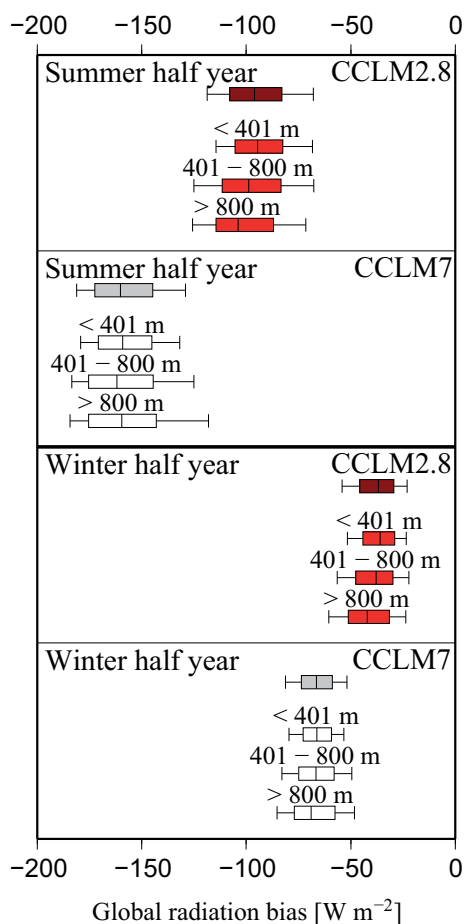 −200 −150 −100 −50 0
Summer half year CCLM2.8
< 401 m
401 − 800 m
> 800 m
Summer half year CCLM7
< 401 m
401 − 800 m
> 800 m
Winter half year CCLM2.8
< 401 m
401 − 800 m
> 800 m
Winter half year CCLM7
< 401 m
401 − 800 m
> 800 m
−200 −150 −100 −50 0
Global radiation bias [W m⁻²]